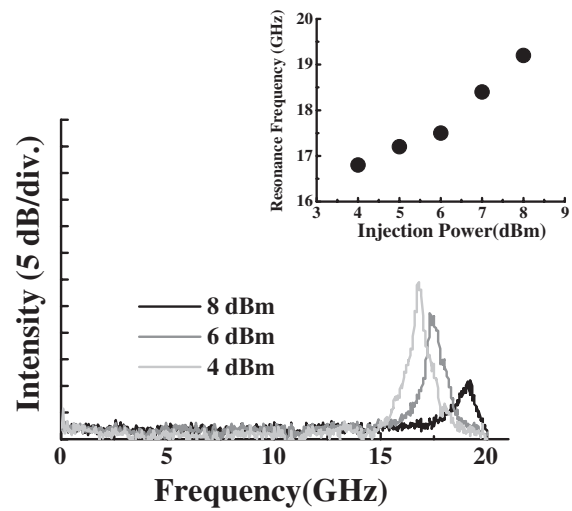 20
19
18
17
16
3 4 5 6 7 8 9
Resonance Frequency (GHz)
Injection Power(dBm)
Intensity (5 dB/div.)
8 dBm
6 dBm
4 dBm
0 5 10 15 20
Frequency(GHz)